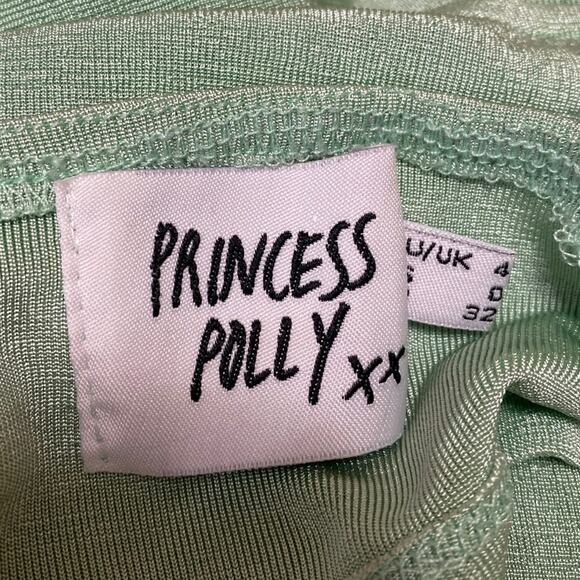 PRINCESS
POLLY xx
U/UK 4
S 0
32